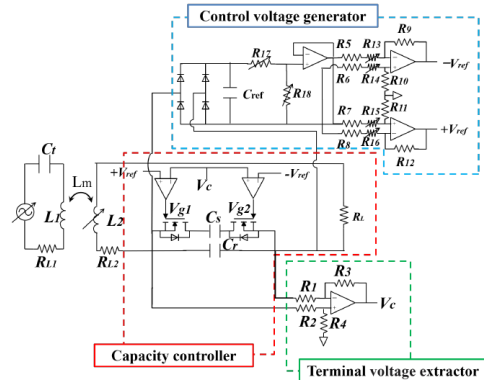 Control voltage generator
R17
R5
R13
R9
R6
R14
R10
−Vref
Cref
R18
R11
R7
R15
R8
R16
+Vref
R12
Ct
Lm
L1
L2
RL1
RL2
+Vref
Vc
−Vref
Vg1
Cs
Vg2
Cr
RL
R3
R1
R2
R4
Vc
Capacity controller
Terminal voltage extractor